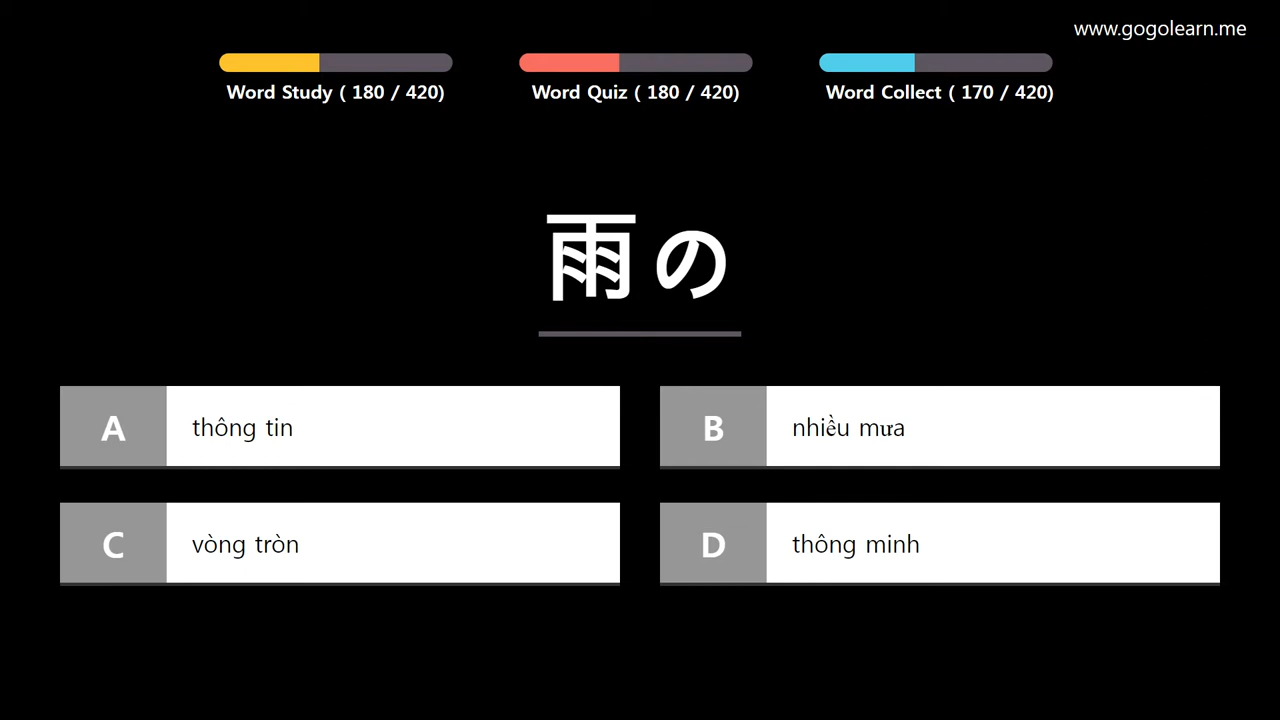 www.gogolearn.me
Word Study ( 180 / 420)
Word Quiz ( 180 / 420)
Word Collect ( 170 / 420)
雨の
A thông tin
B nhiều mưa
C vòng tròn
D thông minh